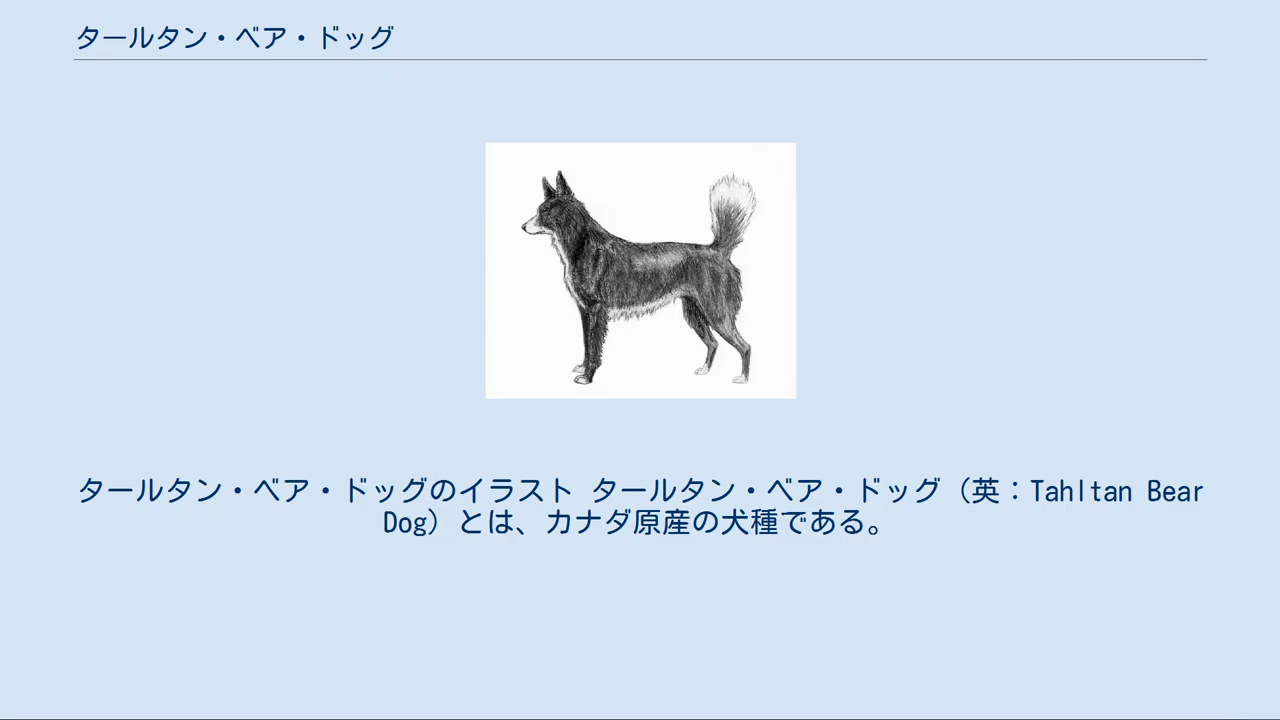 タールタン・ベア・ドッグ
タールタン・ベア・ドッグのイラスト タールタン・ベア・ドッグ（英：Tahltan Bear
Dog）とは、カナダ原産の犬種である。